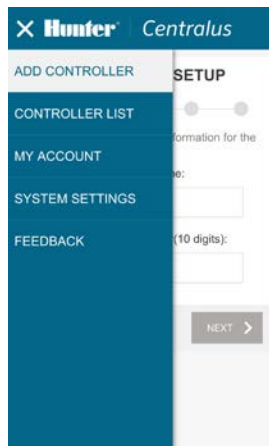 Hunter® Centralus
ADD CONTROLLER
SETUP
CONTROLLER LIST
formation for the
MY ACCOUNT
e:
SYSTEM SETTINGS
FEEDBACK
(10 digits):
NEXT